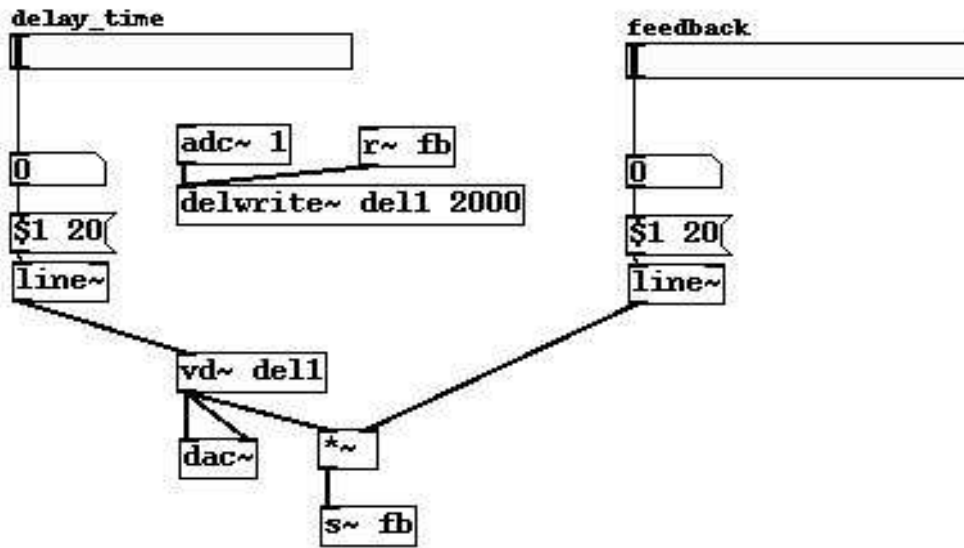 delay_time
feedback
adc~ 1
r~ fb
0
0
delwrite~ del1 2000
$1 20
$1 20
line~
line~
vd~ del1
dac~
*~
s~ fb